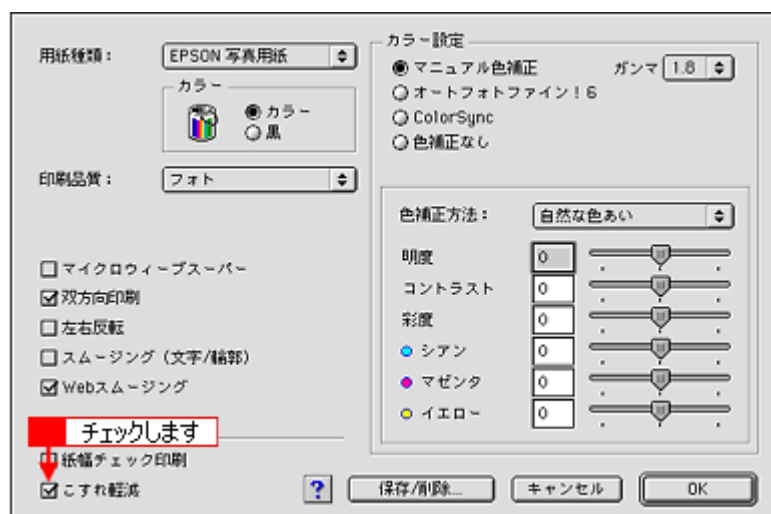 用紙種類：
EPSON 写真用紙
カラー
カラー
黒
印刷品質：
フォト
マイクロウィーブスーパー
双方向印刷
左右反転
スムージング（文字/輪郭）
Webスムージング
チェックします
紙幅チェック印刷
こすれ軽減
カラー設定
マニュアル色補正
ガンマ 1.8
オートフォトファイン！6
ColorSync
色補正なし
色補正方法：
自然な色あい
明度 0
コントラスト 0
彩度 0
シアン 0
マゼンタ 0
イエロー 0
?
保存/削除...
キャンセル
OK